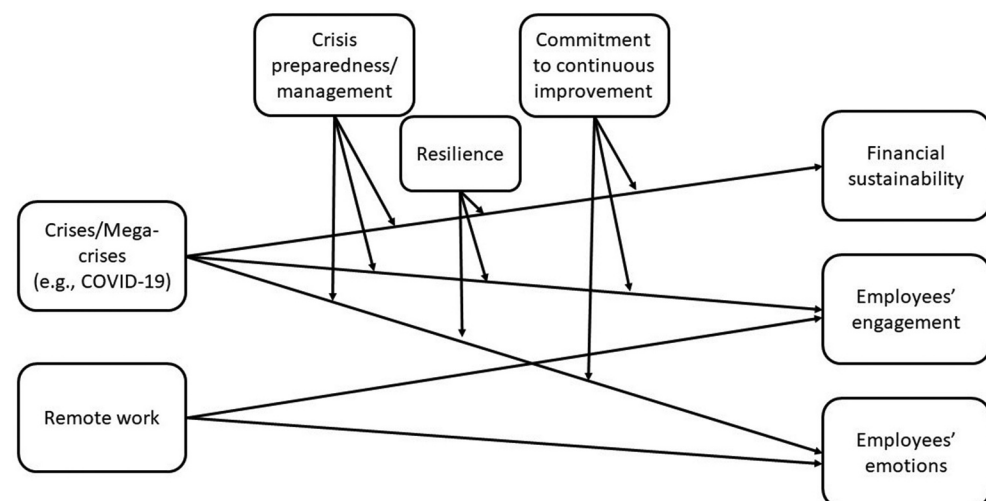 Crisis
preparedness/
management
Commitment
to continuous
improvement
Resilience
Financial
sustainability
Crises/Mega-
crises
(e.g., COVID-19)
Employees’
engagement
Remote work
Employees’
emotions